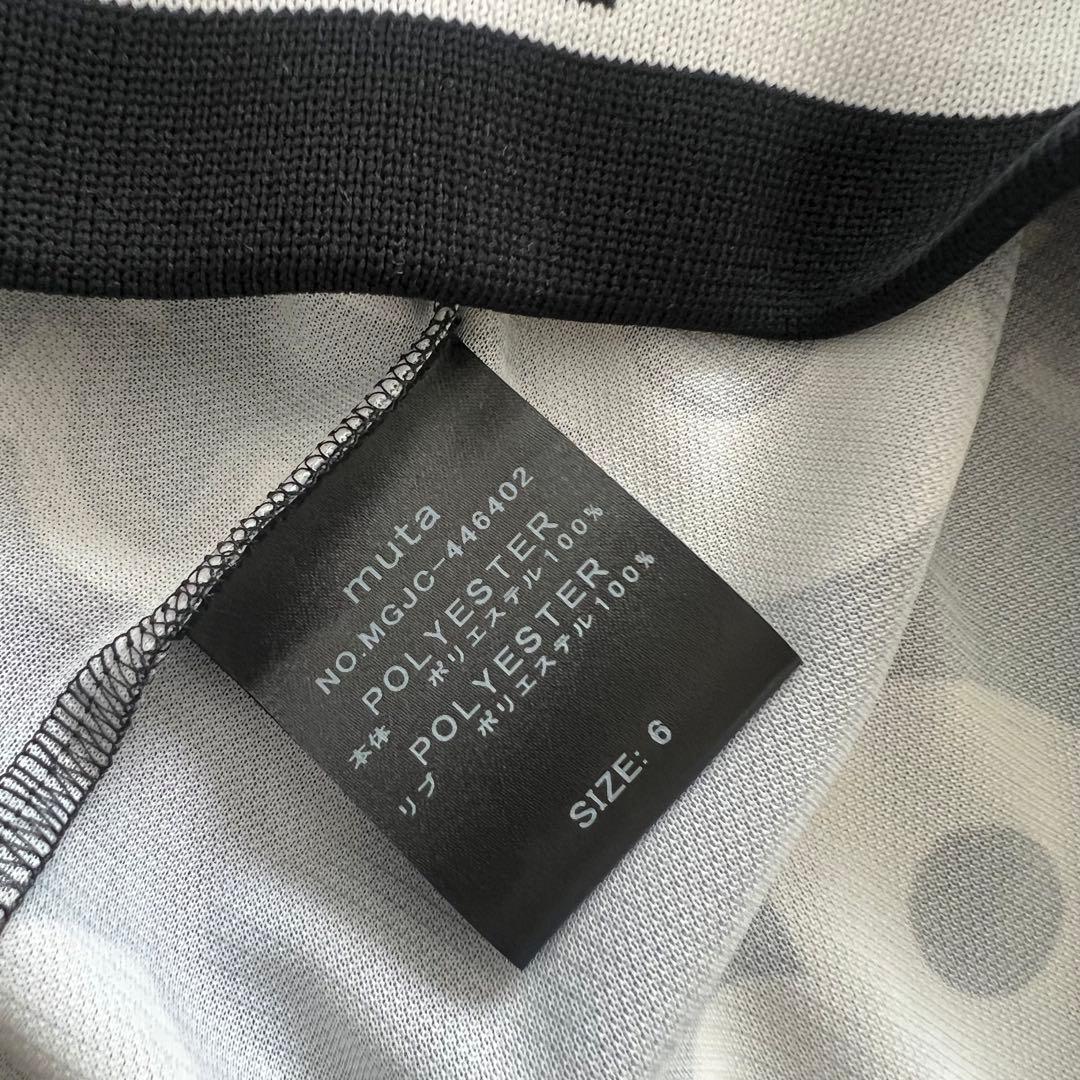 muta
NO.MGJC-446402
本体 POLYESTER
ポリエステル100%
リブ POLYESTER
ポリエステル100%
SIZE: 6